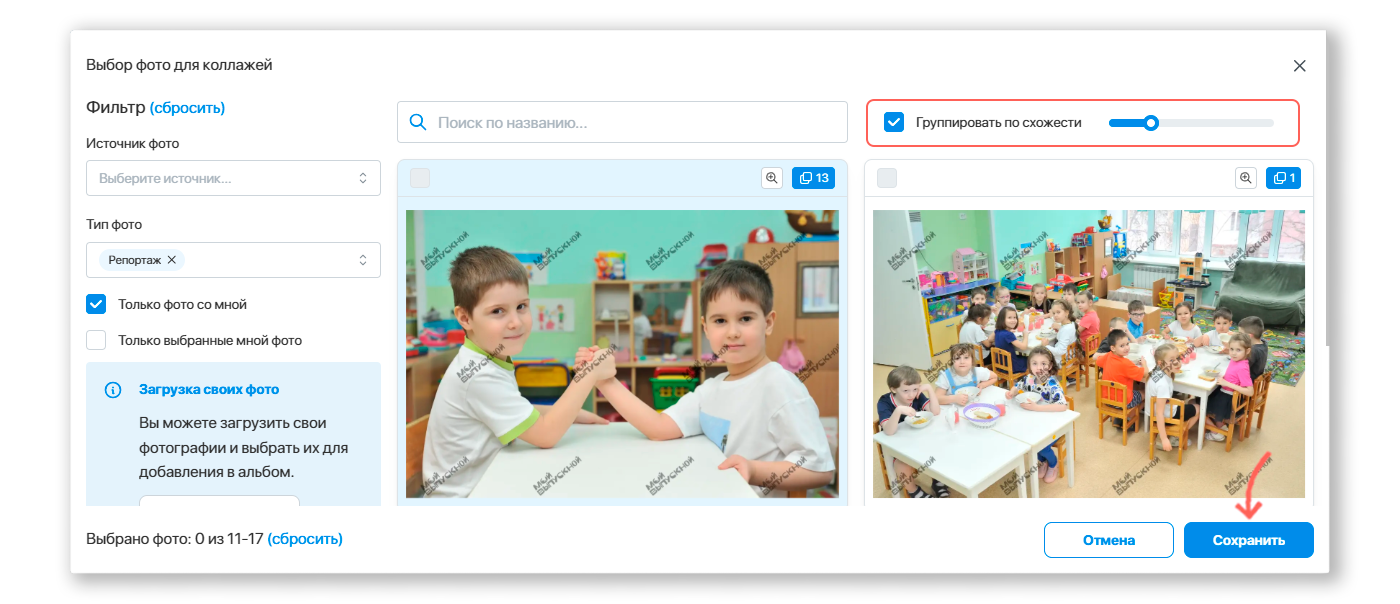 Выбор фото для коллажей
Фильтр (сбросить)
Источник фото
Выберите источник...
Тип фото
Репортаж ×
Только фото со мной
Только выбранные мной фото
Загрузка своих фото
Вы можете загрузить свои
фотографии и выбрать их для
добавления в альбом.
Поиск по названию...
Группировать по схожести
13
МОЙ ВЫПУСКНОЙ
1
МОЙ ВЫПУСКНОЙ
Выбрано фото: 0 из 11-17 (сбросить)
Отмена
Сохранить